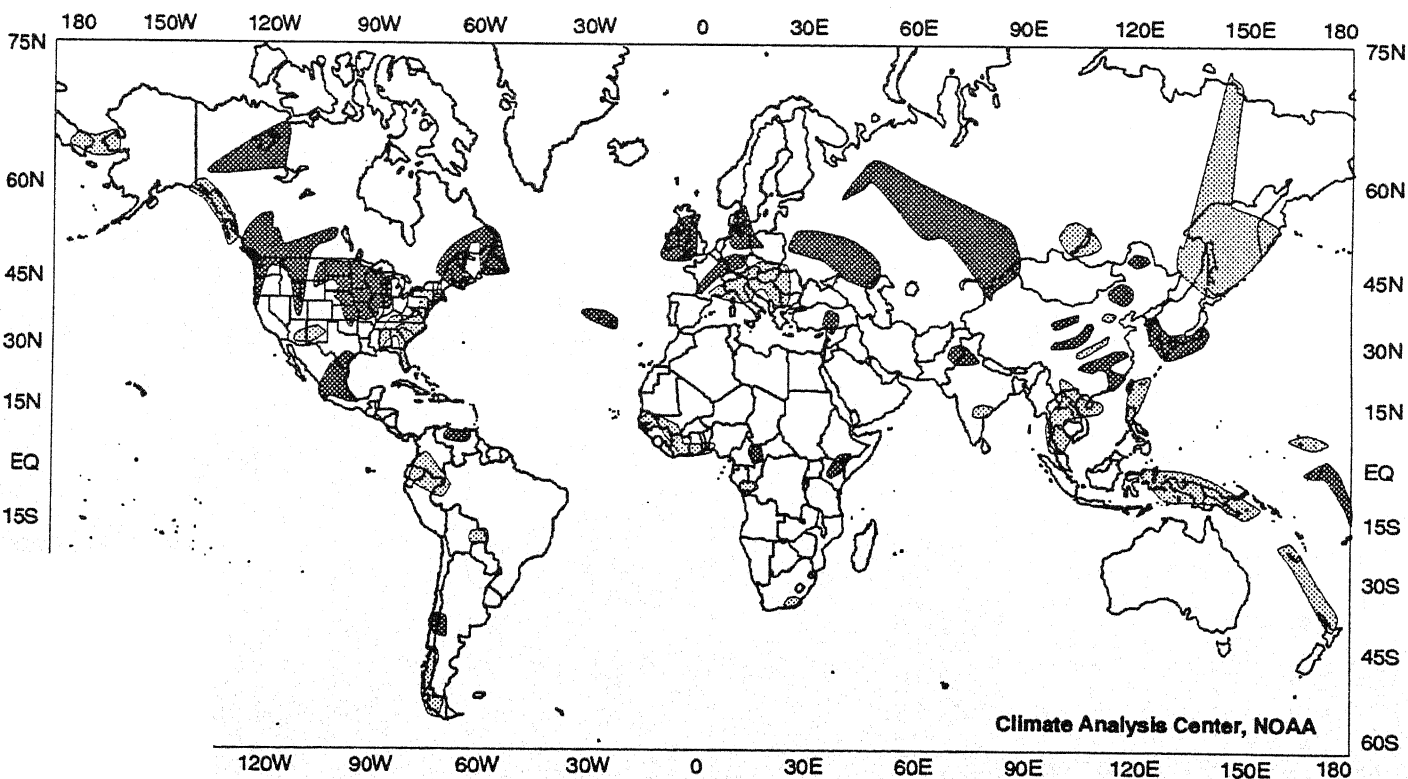 180 150W 120W 90W 60W 30W 0 30E 60E 90E 120E 150E 180
75N 75N
60N 60N
45N 45N
30N 30N
15N 15N
EQ EQ
15S 15S
30S
45S
Climate Analysis Center, NOAA
60S
120W 90W 60W 30W 0 30E 60E 90E 120E 150E 180